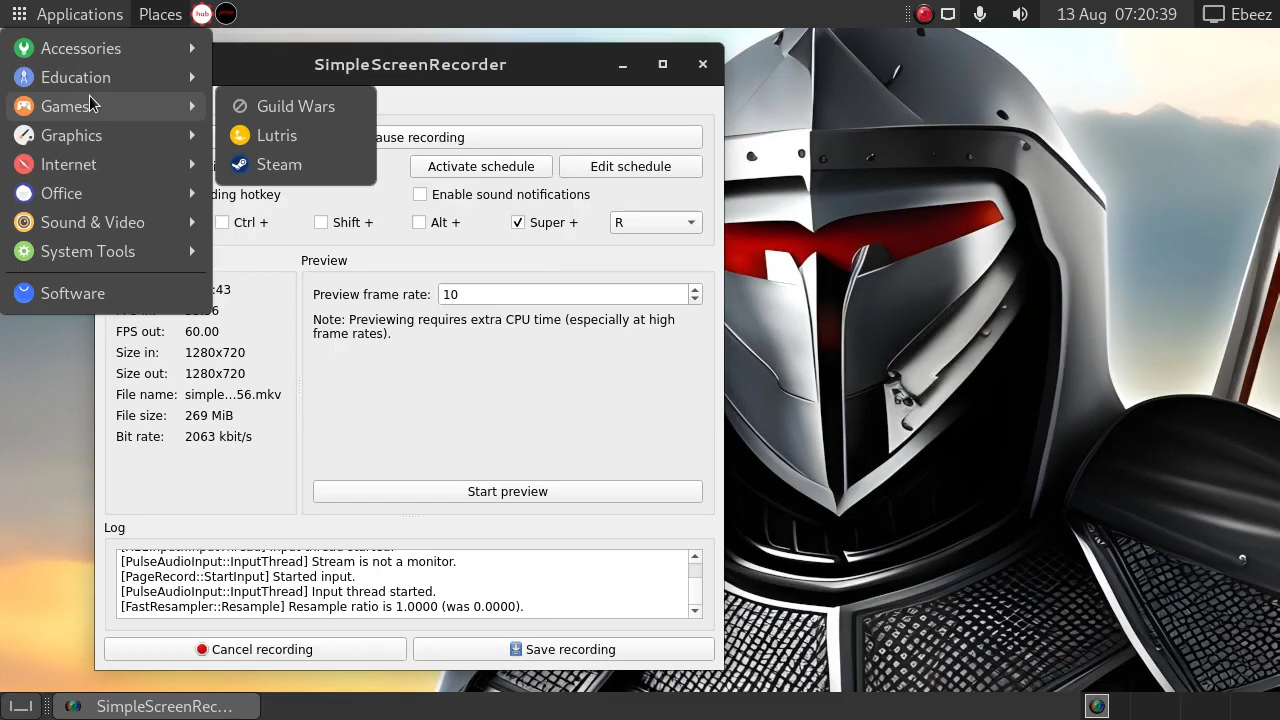 Applications
Places
hub
13 Aug 07:20:39
Ebeez
Accessories
Education
Games
Graphics
Internet
Office
Sound & Video
System Tools
Software
Guild Wars
Lutris
Steam
SimpleScreenRecorder
ause recording
Activate schedule
Edit schedule
ding hotkey
Enable sound notifications
Ctrl +
Shift +
Alt +
Super +
R
:43
FPS out: 60.00
Size in: 1280x720
Size out: 1280x720
File name: simple...56.mkv
File size: 269 MiB
Bit rate: 2063 kbit/s
Preview
Preview frame rate: 10
Note: Previewing requires extra CPU time (especially at high
frame rates).
Start preview
Log
[PulseAudioInput::InputThread] Stream is not a monitor.
[PageRecord::StartInput] Started input.
[PulseAudioInput::InputThread] Input thread started.
[FastResampler::Resample] Resample ratio is 1.0000 (was 0.0000).
Cancel recording
Save recording
SimpleScreenRec...